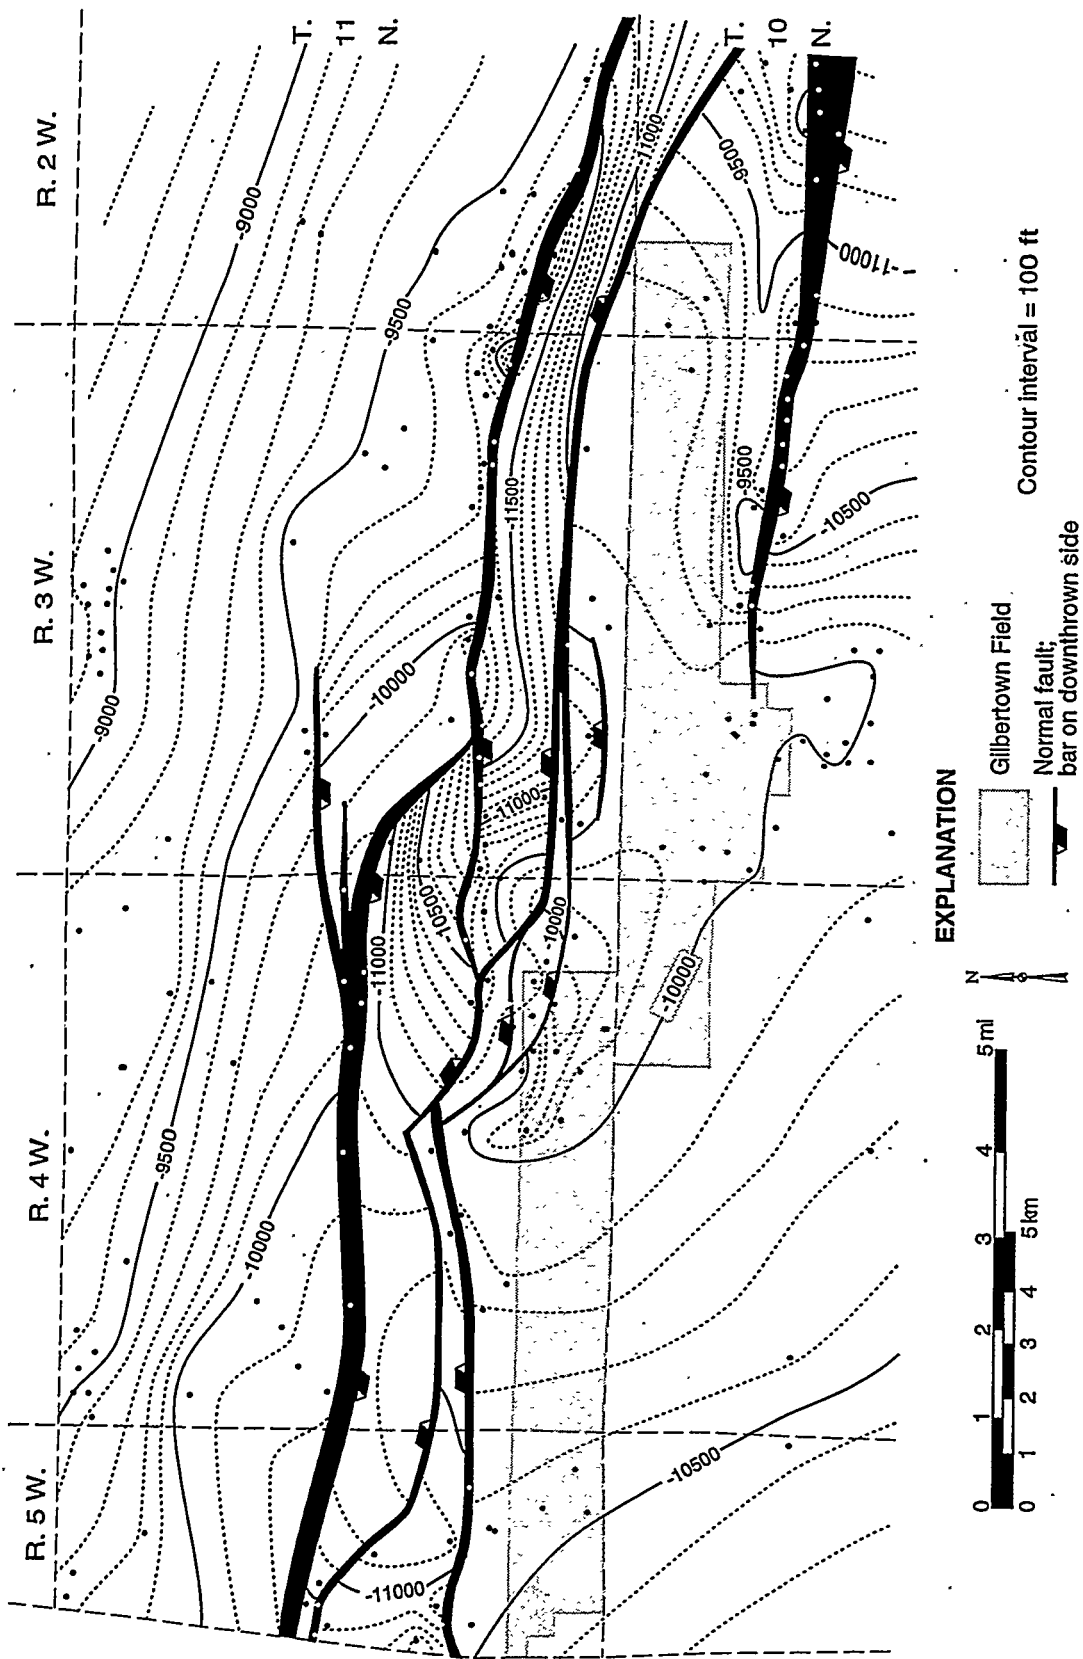 R. 5 W.
R. 4 W.
R. 3 W.
R. 2 W.
T.
11
N.
T.
10
N.
-9000
-9000
-9500
-9500
-10000
-10000
-11000
-10500
-11500
-11000
-11000
-10000
-10000
-11000
-9500
-9500
-11000
-10500
-10500
EXPLANATION
Gilbertown Field
Normal fault;
bar on downthrown side
Contour interval = 100 ft
N
0 1 2 3 4 5 mi
0 1 2 3 4 5 km